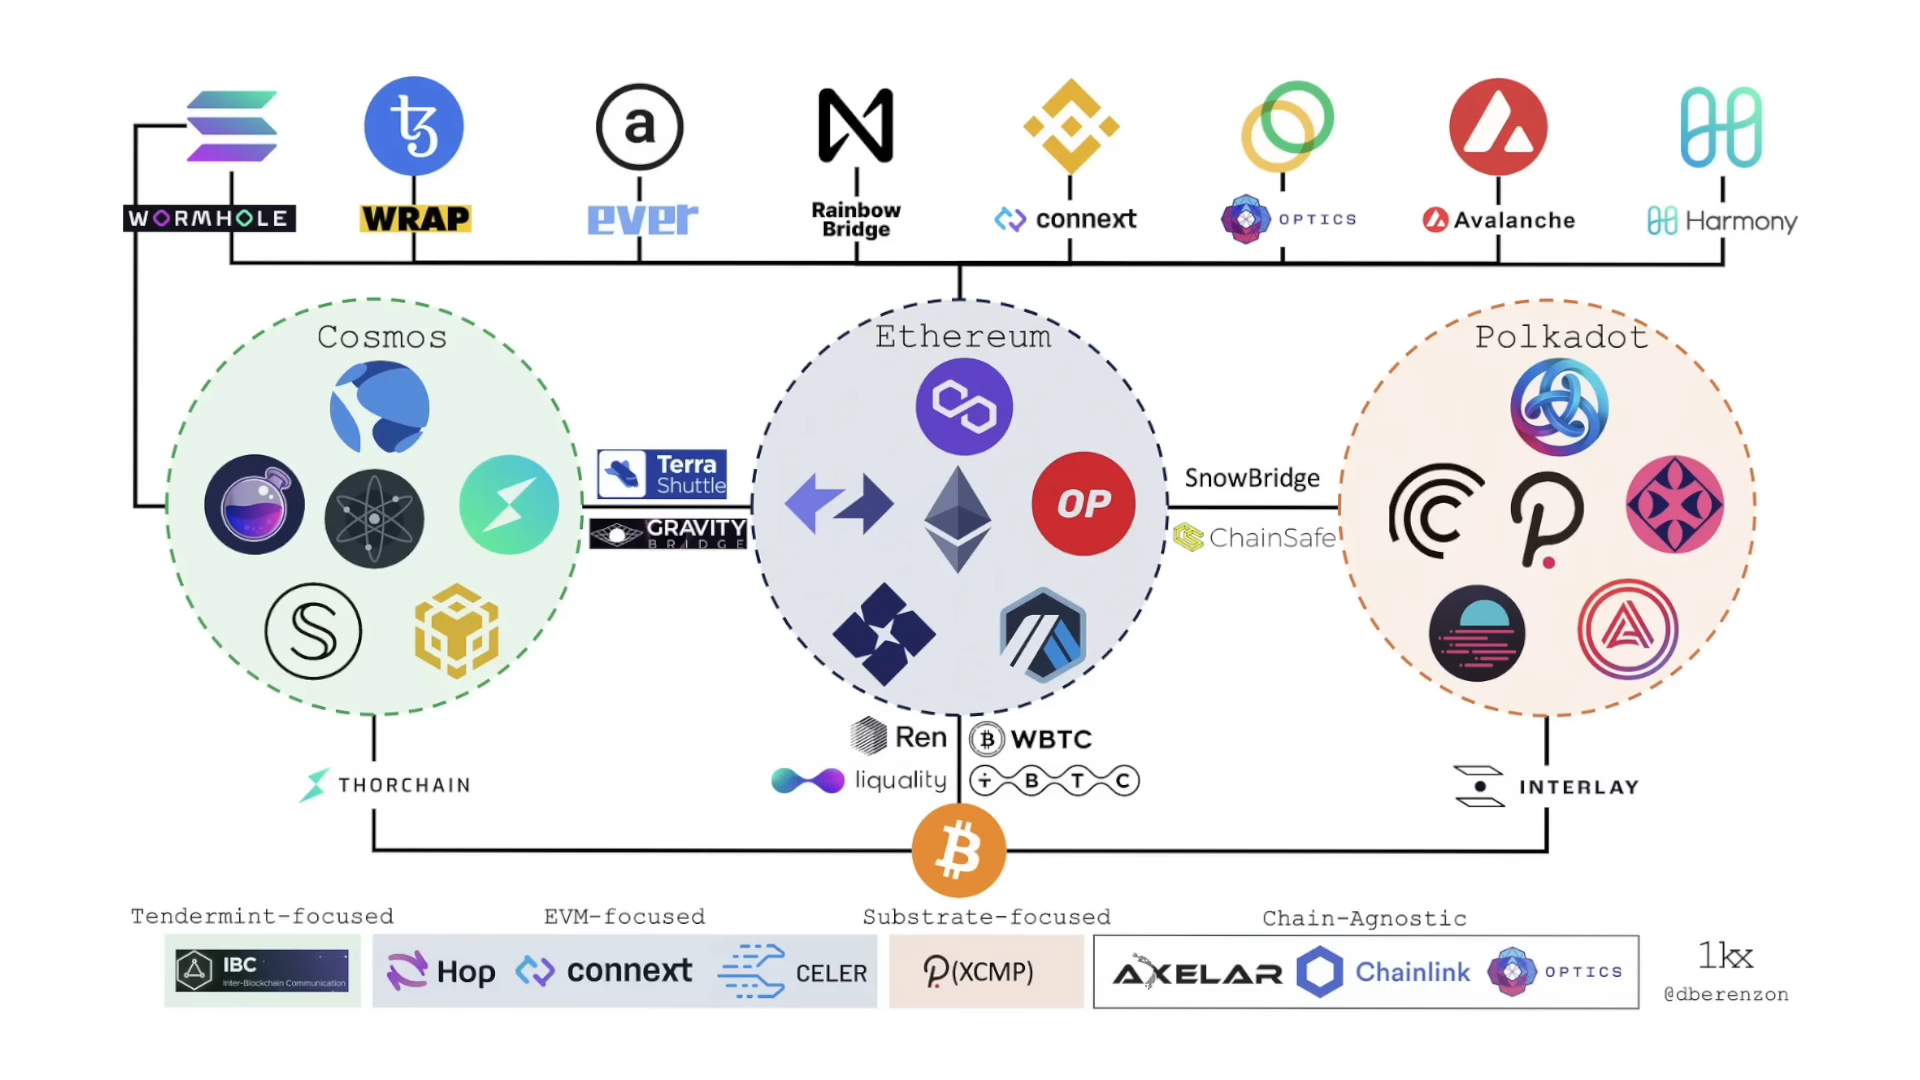 a
WORMHOLE
WRAP
ever
Rainbow
Bridge
connext
OPTICS
Avalanche
Harmony
Cosmos
Ethereum
Polkadot
Terra
Shuttle
GRAVITY
BRIDGE
OP
SnowBridge
ChainSafe
Ren
WBTC
liquality
TBTC
THORCHAIN
INTERLAY
Tendermint-focused
EVM-focused
Substrate-focused
Chain-Agnostic
IBC
Inter-Blockchain Communication
Hop
connext
CELER
(XCMP)
AXELAR
Chainlink
OPTICS
1kx
@dberenzon